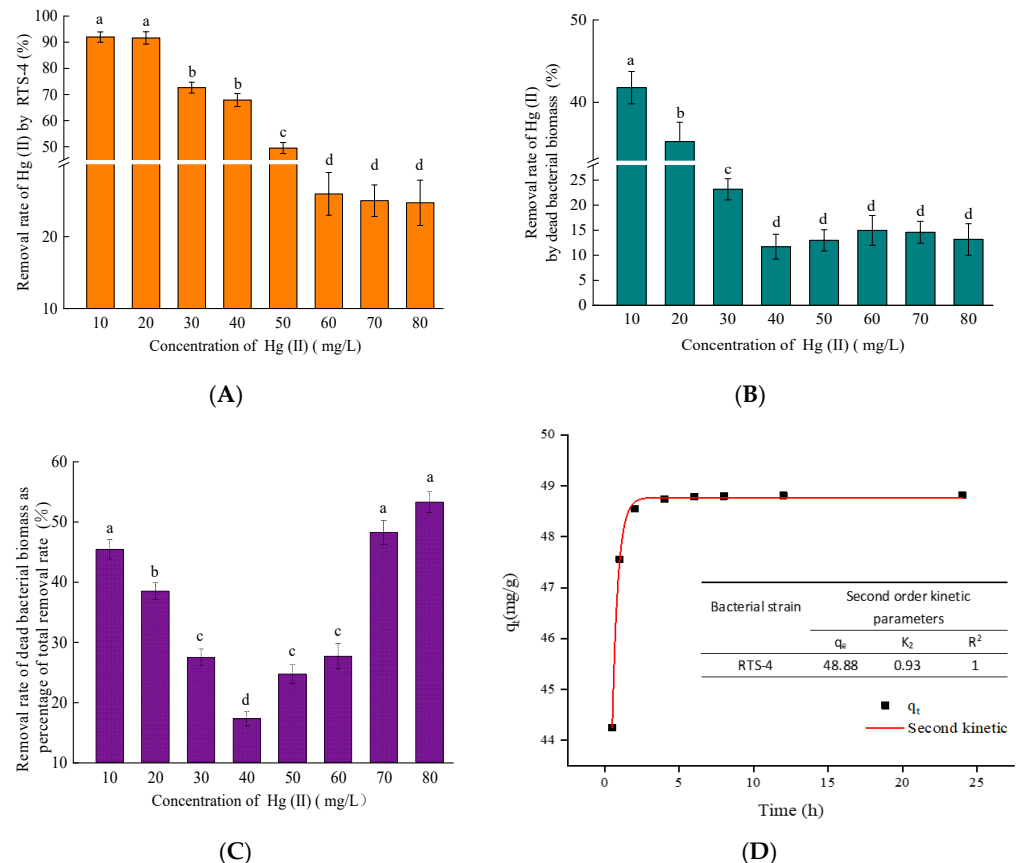 Removal rate of Hg (II) by RTS-4 (%)
100
90
80
70
60
50
20
10
a
a
b
b
c
d
d
d
10 20 30 40 50 60 70 80
Concentration of Hg (II) ( mg/L)
(A)
Removal rate of Hg (II)
by dead bacterial biomass (%)
40
25
20
15
10
5
0
a
b
c
d
d
d
d
d
10 20 30 40 50 60 70 80
Concentration of Hg (II) ( mg/L)
(B)
Removal rate of dead bacterial biomass as
percentage of total removal rate (%)
60
50
40
30
20
10
a
b
c
d
c
c
a
a
10 20 30 40 50 60 70 80
Concentration of Hg (II) ( mg/L)
(C)
qt(mg/g)
50
49
48
47
46
45
44
Bacterial strain
Second order kinetic
parameters
qe K2 R2
RTS-4 48.88 0.93 1
qt
Second kinetic
0 5 10 15 20 25
Time (h)
(D)